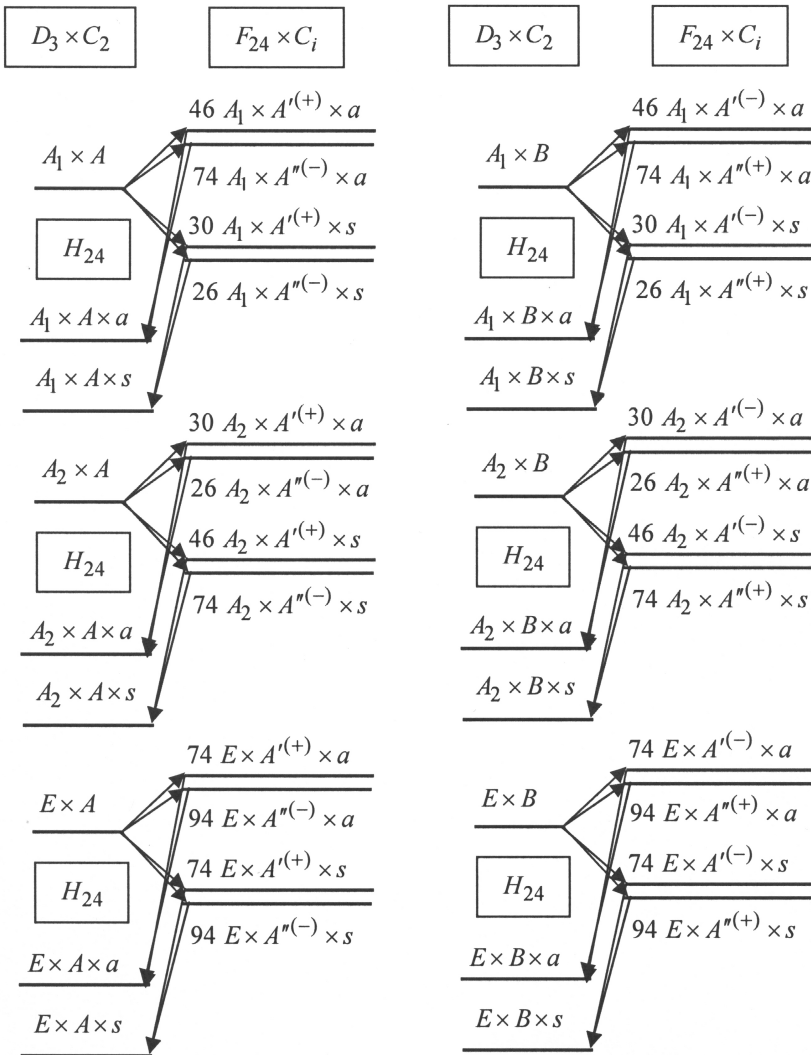 D₃ × C₂
F₂₄ × Cᵢ
46 A₁ × A′⁽⁺⁾ × a
A₁ × A
74 A₁ × A″⁽⁻⁾ × a
30 A₁ × A′⁽⁺⁾ × s
H₂₄
26 A₁ × A″⁽⁻⁾ × s
A₁ × A × a
A₁ × A × s
30 A₂ × A′⁽⁺⁾ × a
A₂ × A
26 A₂ × A″⁽⁻⁾ × a
46 A₂ × A′⁽⁺⁾ × s
H₂₄
74 A₂ × A″⁽⁻⁾ × s
A₂ × A × a
A₂ × A × s
74 E × A′⁽⁺⁾ × a
E × A
94 E × A″⁽⁻⁾ × a
74 E × A′⁽⁺⁾ × s
H₂₄
94 E × A″⁽⁻⁾ × s
E × A × a
E × A × s
D₃ × C₂
F₂₄ × Cᵢ
46 A₁ × A′⁽⁻⁾ × a
A₁ × B
74 A₁ × A″⁽⁺⁾ × a
30 A₁ × A′⁽⁻⁾ × s
H₂₄
26 A₁ × A″⁽⁺⁾ × s
A₁ × B × a
A₁ × B × s
30 A₂ × A′⁽⁻⁾ × a
A₂ × B
26 A₂ × A″⁽⁺⁾ × a
46 A₂ × A′⁽⁻⁾ × s
H₂₄
74 A₂ × A″⁽⁺⁾ × s
A₂ × B × a
A₂ × B × s
74 E × A′⁽⁻⁾ × a
E × B
94 E × A″⁽⁺⁾ × a
74 E × A′⁽⁻⁾ × s
H₂₄
94 E × A″⁽⁺⁾ × s
E × B × a
E × B × s